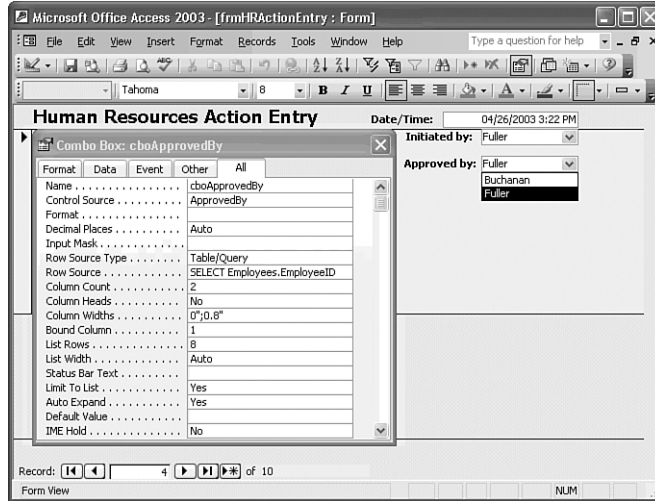 Microsoft Office Access 2003 - [frmHRActionEntry : Form]
File Edit View Insert Format Records Tools Window Help Type a question for help
Tahoma 8 B I U
Human Resources Action Entry
Date/Time: 04/26/2003 3:22 PM
Initiated by: Fuller
Approved by: Fuller
Buchanan
Fuller
Combo Box: cboApprovedBy
Format Data Event Other All
Name . . . . . . . . . . . . . . . . cboApprovedBy
Control Source . . . . . . . . . . ApprovedBy
Format . . . . . . . . . . . . . . . .
Decimal Places . . . . . . . . . . Auto
Input Mask . . . . . . . . . . . . .
Row Source Type . . . . . . . . Table/Query
Row Source . . . . . . . . . . . . SELECT Employees.EmployeeID
Column Count . . . . . . . . . . . 2
Column Heads . . . . . . . . . . . No
Column Widths . . . . . . . . . . 0";0.8"
Bound Column . . . . . . . . . . . 1
List Rows . . . . . . . . . . . . . . 8
List Width . . . . . . . . . . . . . . Auto
Status Bar Text . . . . . . . . .
Limit To List . . . . . . . . . . . . Yes
Auto Expand . . . . . . . . . . . . Yes
Default Value . . . . . . . . . . .
IME Hold . . . . . . . . . . . . . . No
Record: 4 of 10
Form View NUM